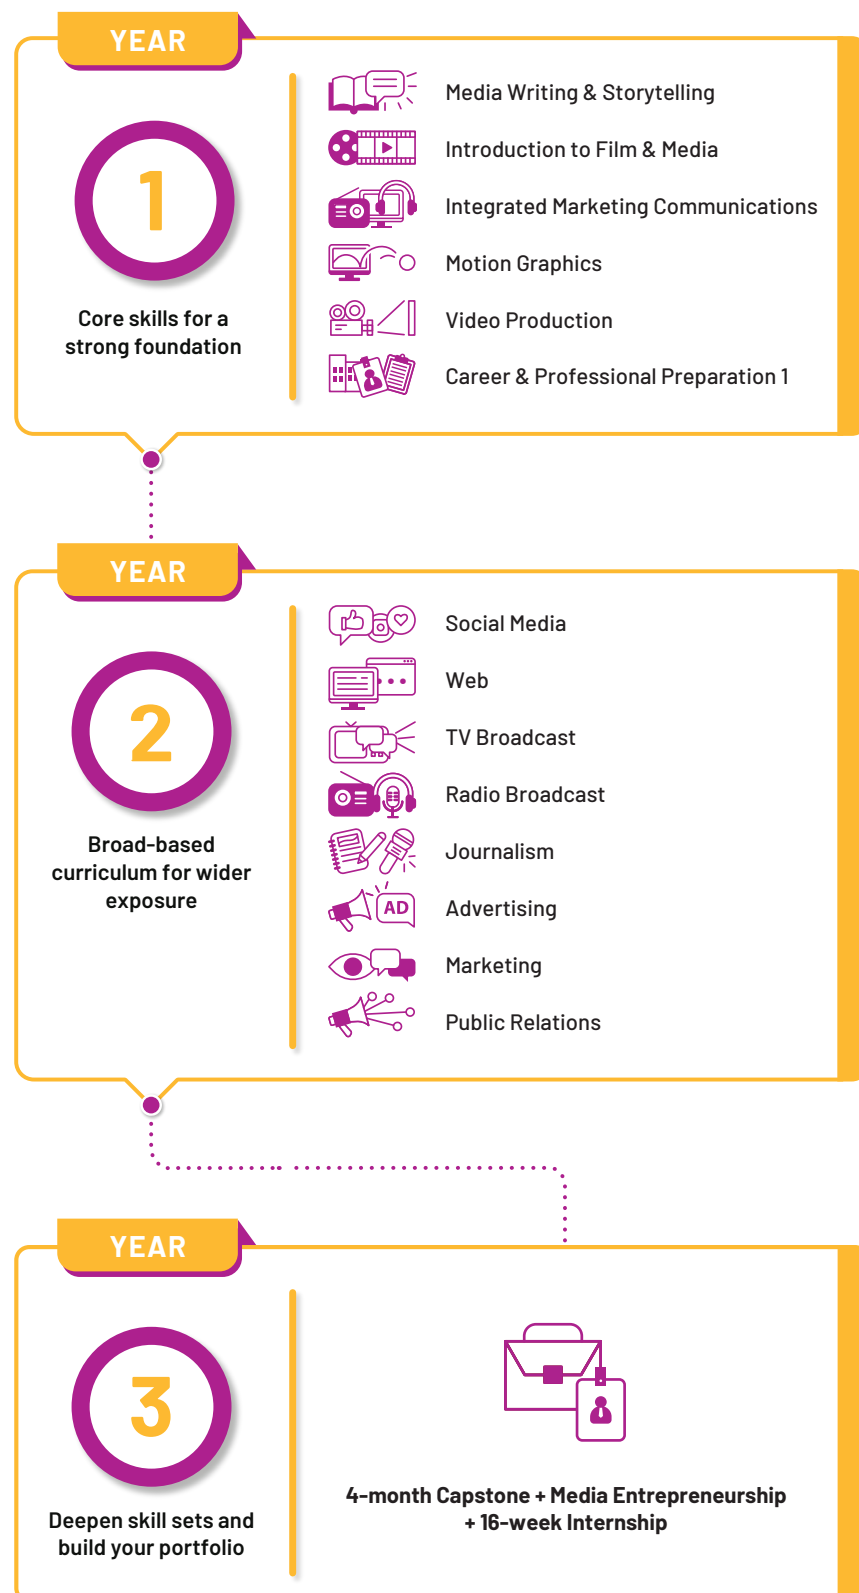 YEAR
1
Core skills for a
strong foundation
Media Writing & Storytelling
Introduction to Film & Media
Integrated Marketing Communications
Motion Graphics
Video Production
Career & Professional Preparation 1
YEAR
2
Broad-based
curriculum for wider
exposure
Social Media
Web
TV Broadcast
Radio Broadcast
Journalism
AD
Advertising
Marketing
Public Relations
YEAR
3
Deepen skill sets and
build your portfolio
4-month Capstone + Media Entrepreneurship
+ 16-week Internship